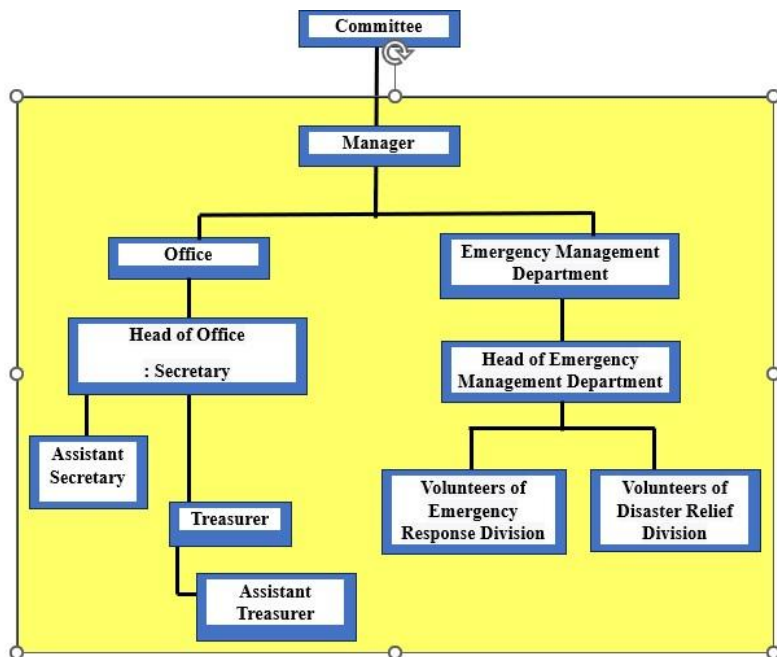 Committee
Manager
Office
Emergency Management
Department
Head of Office
: Secretary
Head of Emergency
Management Department
Assistant
Secretary
Treasurer
Assistant
Treasurer
Volunteers of
Emergency
Response Division
Volunteers of
Disaster Relief
Division